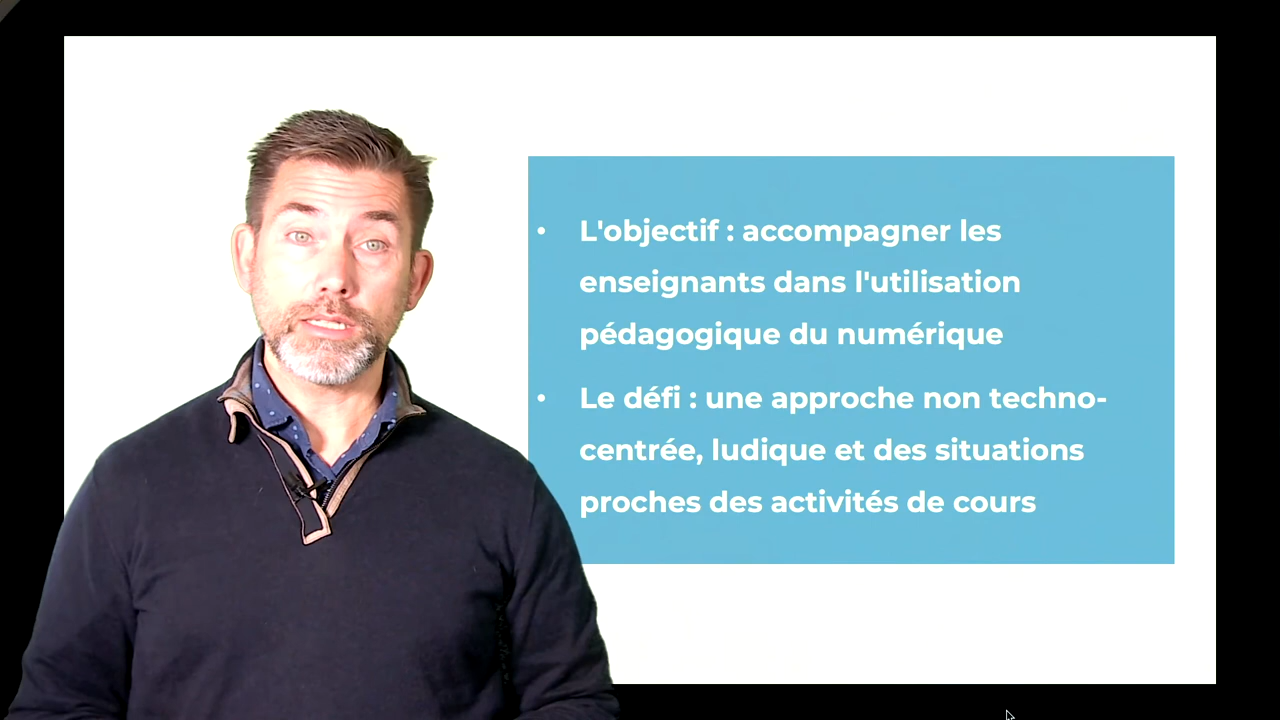 • L'objectif : accompagner les
enseignants dans l'utilisation
pédagogique du numérique
• Le défi : une approche non techno-
centrée, ludique et des situations
proches des activités de cours